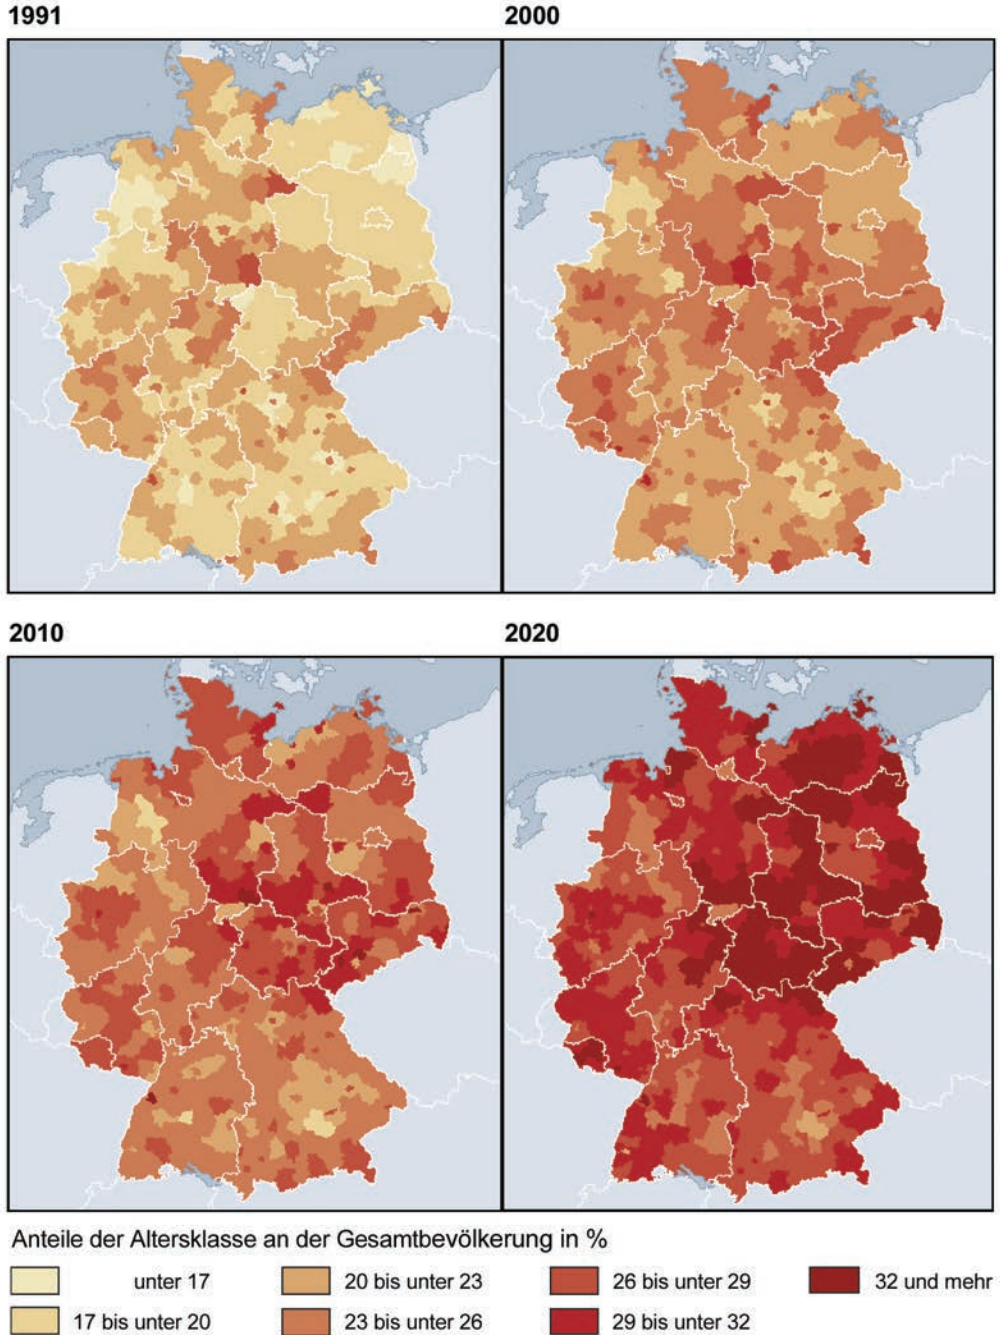 1991
2000
2010
2020
Anteile der Altersklasse an der Gesamtbevölkerung in %
unter 17
20 bis unter 23
26 bis unter 29
32 und mehr
17 bis unter 20
23 bis unter 26
29 bis unter 32